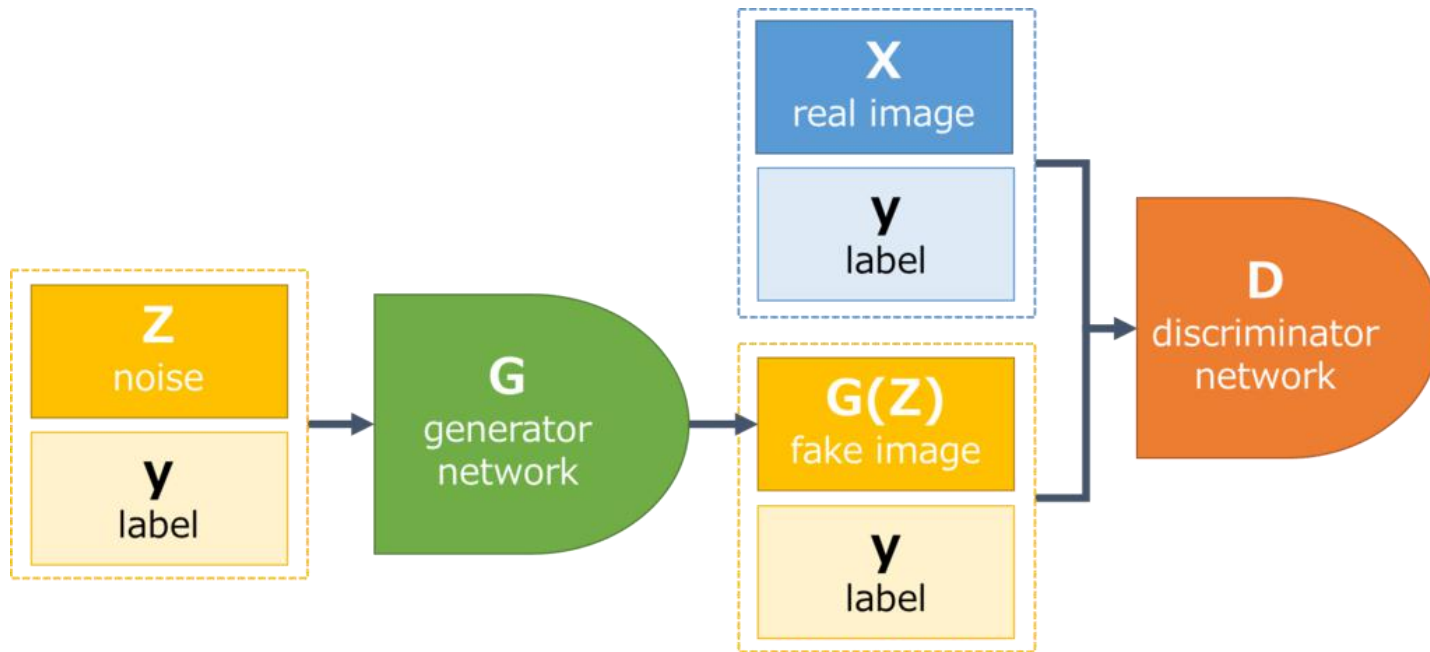 Z
noise
y
label
G
generator
network
X
real image
y
label
G(Z)
fake image
y
label
D
discriminator
network